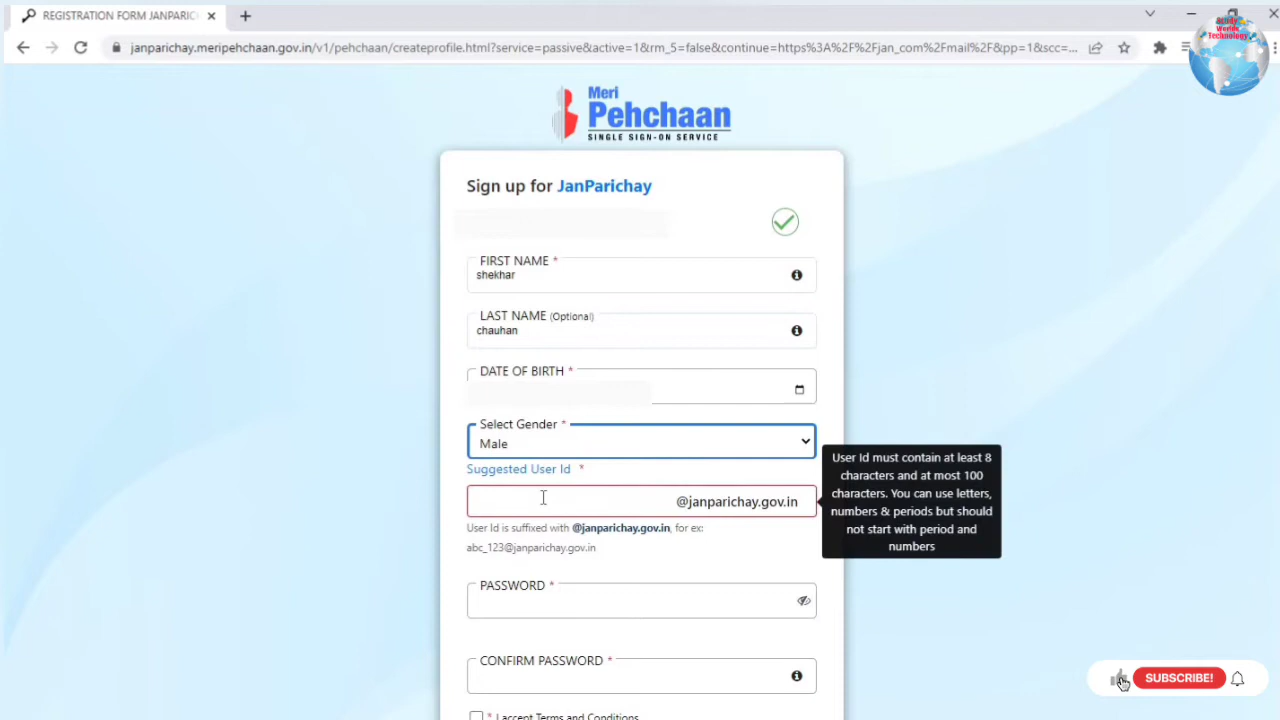 REGISTRATION FORM JANPARIC
janparichay.meripehchaan.gov.in/v1/pehchaan/createprofile.html?service=passive&active=1&rm_5=false&continue=https%3A%2F%2Fjan_com%2Fmail%2F&pp=1&scc=...
Study
Worlds
Technology
Meri
Pehchaan
SINGLE SIGN-ON SERVICE
Sign up for JanParichay
FIRST NAME *
shekhar
LAST NAME (Optional)
chauhan
DATE OF BIRTH *
Select Gender *
Male
Suggested User Id *
@janparichay.gov.in
User Id is suffixed with @janparichay.gov.in, for ex:
abc_123@janparichay.gov.in
User Id must contain at least 8
characters and at most 100
characters. You can use letters,
numbers & periods but should
not start with period and
numbers
PASSWORD *
CONFIRM PASSWORD *
* I accept Terms and Conditions
SUBSCRIBE!